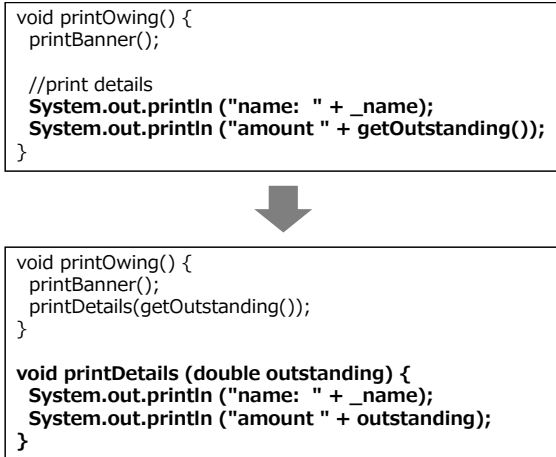 void printOwing() {
printBanner();
//print details
System.out.println ("name:  " + _name);
System.out.println ("amount " + getOutstanding());
}
void printOwing() {
printBanner();
printDetails(getOutstanding());
}
void printDetails (double outstanding) {
System.out.println ("name:  " + _name);
System.out.println ("amount " + outstanding);
}